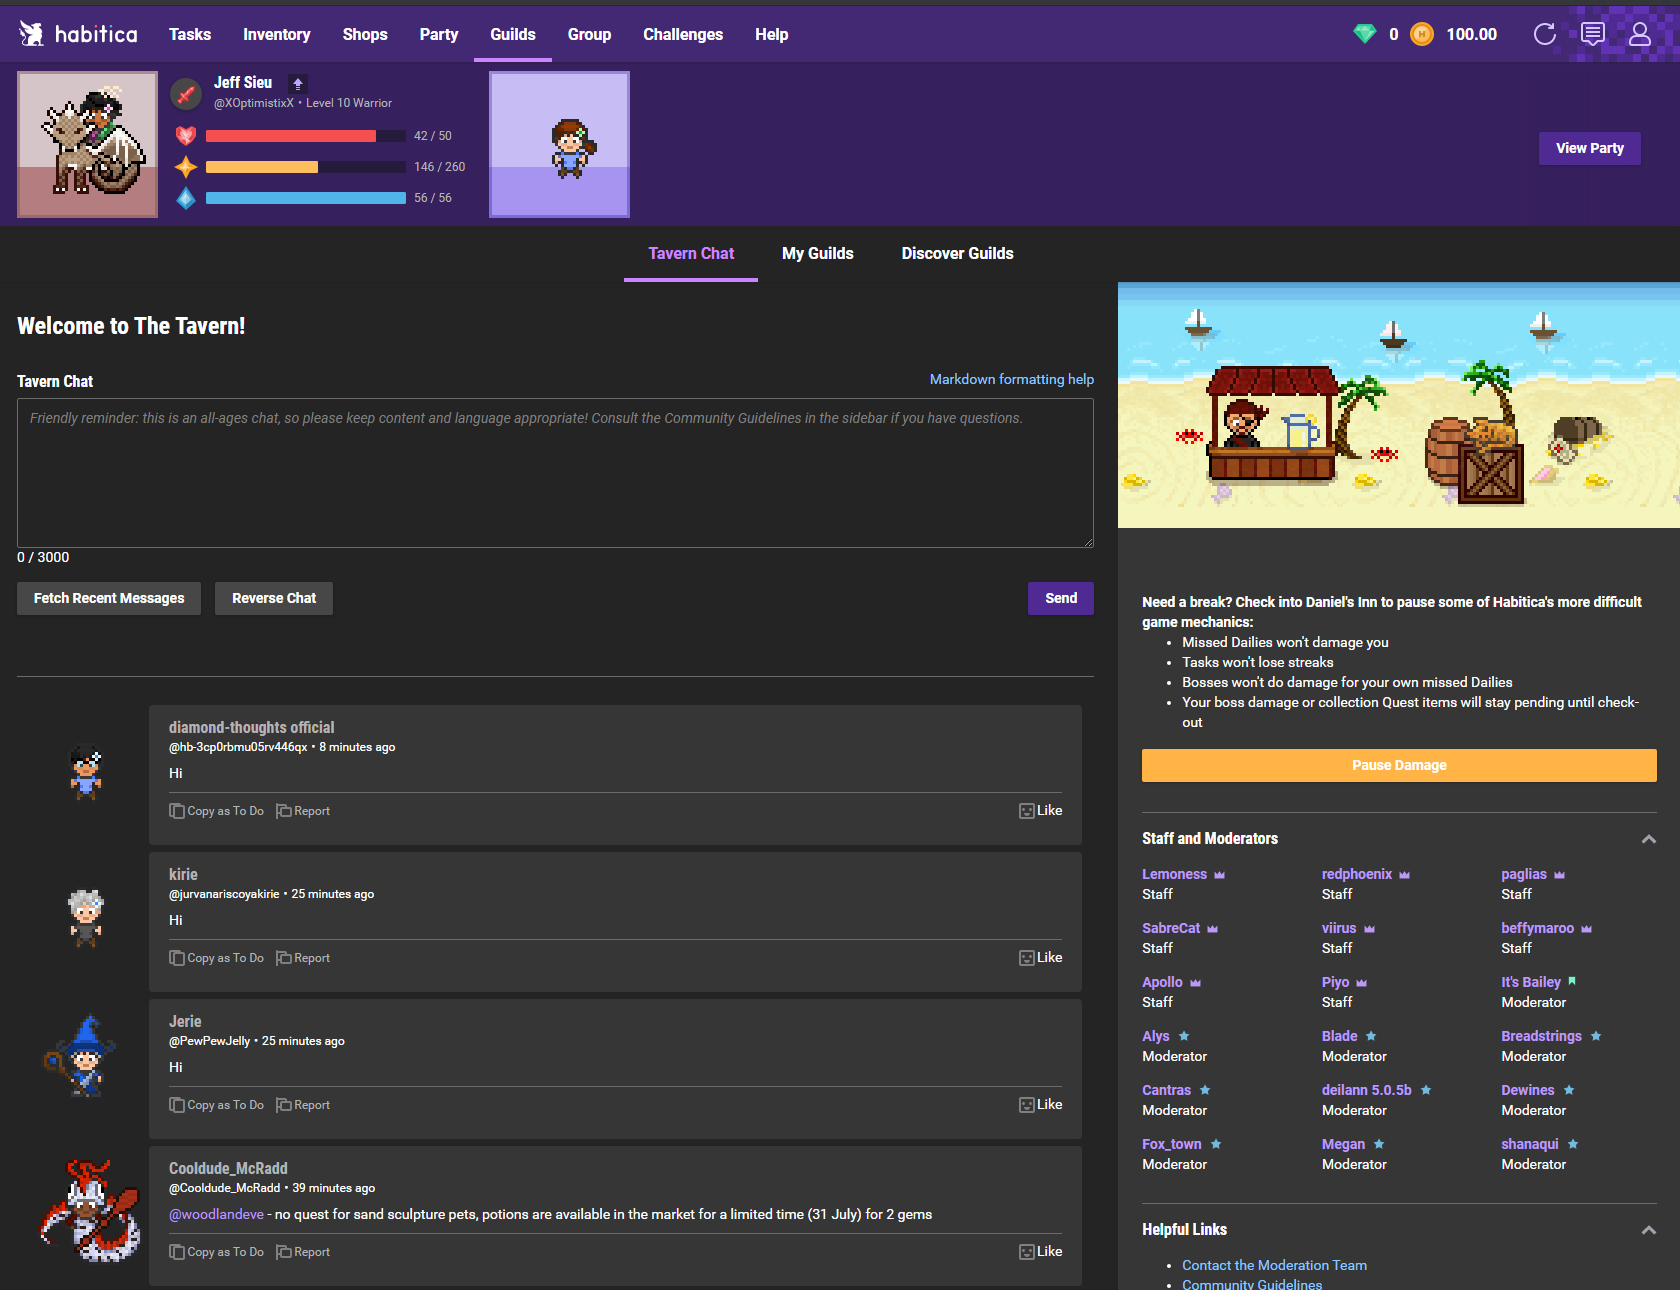 habitica Tasks Inventory Shops Party Guilds Group Challenges Help 0 H 100.00
Jeff Sieu
@XOptimistixX • Level 10 Warrior
42 / 50
146 / 260
56 / 56
View Party
Tavern Chat My Guilds Discover Guilds
Welcome to The Tavern!
Tavern Chat
Markdown formatting help
Friendly reminder: this is an all-ages chat, so please keep content and language appropriate! Consult the Community Guidelines in the sidebar if you have questions.
0 / 3000
Fetch Recent Messages Reverse Chat Send
diamond-thoughts official
@hb-3cp0rbmu05rv446qx • 8 minutes ago
Hi
Copy as To Do Report Like
kirie
@jurvanariscoyakirie • 25 minutes ago
Hi
Copy as To Do Report Like
Jerie
@PewPewJelly • 25 minutes ago
Hi
Copy as To Do Report Like
Cooldude_McRadd
@Cooldude_McRadd • 39 minutes ago
@woodlandeve - no quest for sand sculpture pets, potions are available in the market for a limited time (31 July) for 2 gems
Copy as To Do Report Like
Need a break? Check into Daniel's Inn to pause some of Habitica's more difficult
game mechanics:
• Missed Dailies won't damage you
• Tasks won't lose streaks
• Bosses won't do damage for your own missed Dailies
• Your boss damage or collection Quest items will stay pending until check-
out
Pause Damage
Staff and Moderators
Lemoness redphoenix paglias
Staff Staff Staff
SabreCat viirus beffymaroo
Staff Staff Staff
Apollo Piyo It's Bailey
Staff Staff Moderator
Alys Blade Breadstrings
Moderator Moderator Moderator
Cantras deilann 5.0.5b Dewines
Moderator Moderator Moderator
Fox_town Megan shanaqui
Moderator Moderator Moderator
Helpful Links
• Contact the Moderation Team
• Community Guidelines